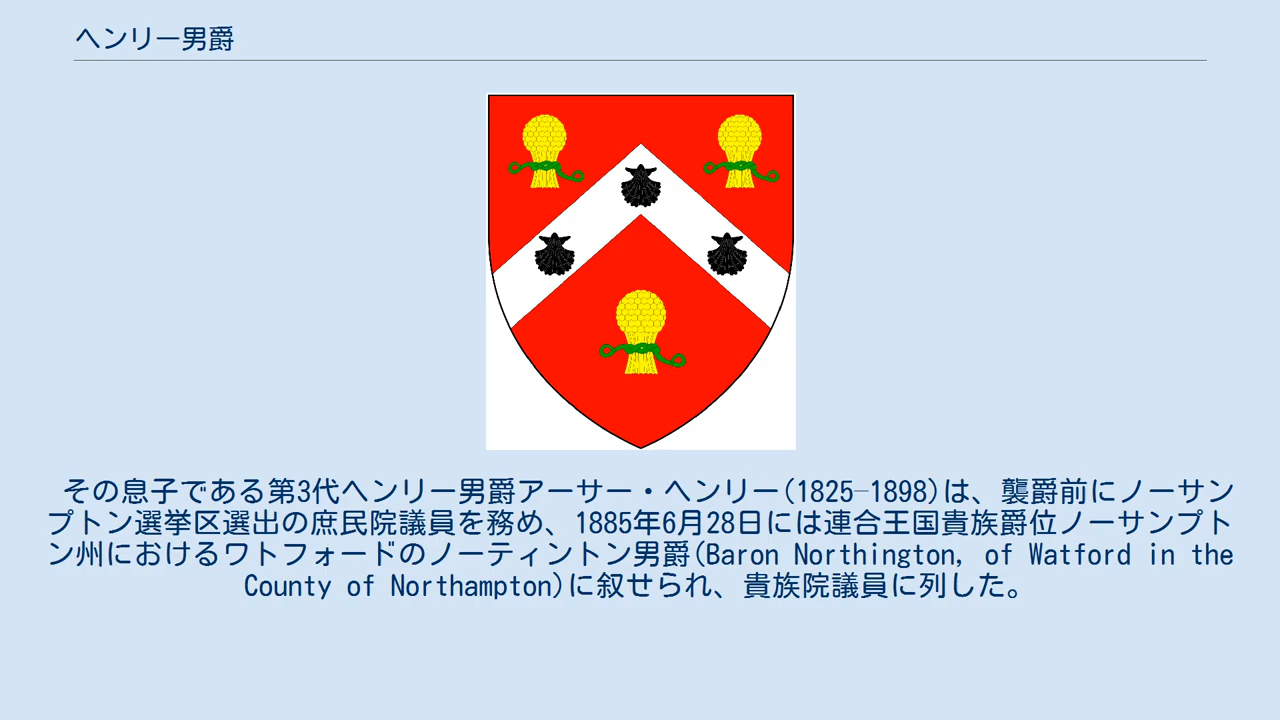 ヘンリー男爵
その息子である第3代ヘンリー男爵アーサー・ヘンリー(1825–1898)は、襲爵前にノーサン
プトン選挙区選出の庶民院議員を務め、1885年6月28日には連合王国貴族爵位ノーサンプト
ン州におけるワトフォードのノーティントン男爵(Baron Northington, of Watford in the
County of Northampton)に叙せられ、貴族院議員に列した。